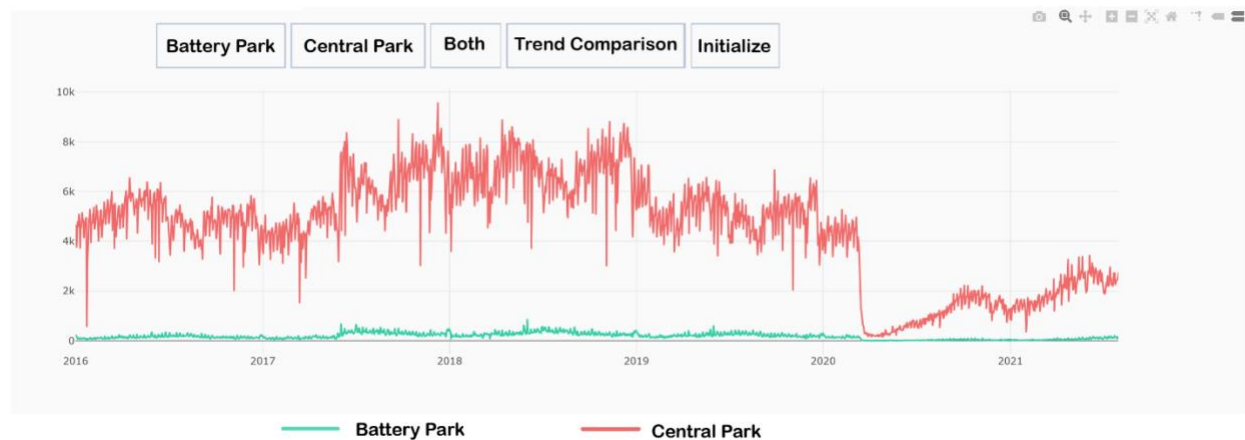 Battery Park Central Park Both Trend Comparison Initialize
10k
8k
6k
4k
2k
0
2016 2017 2018 2019 2020 2021
Battery Park Central Park